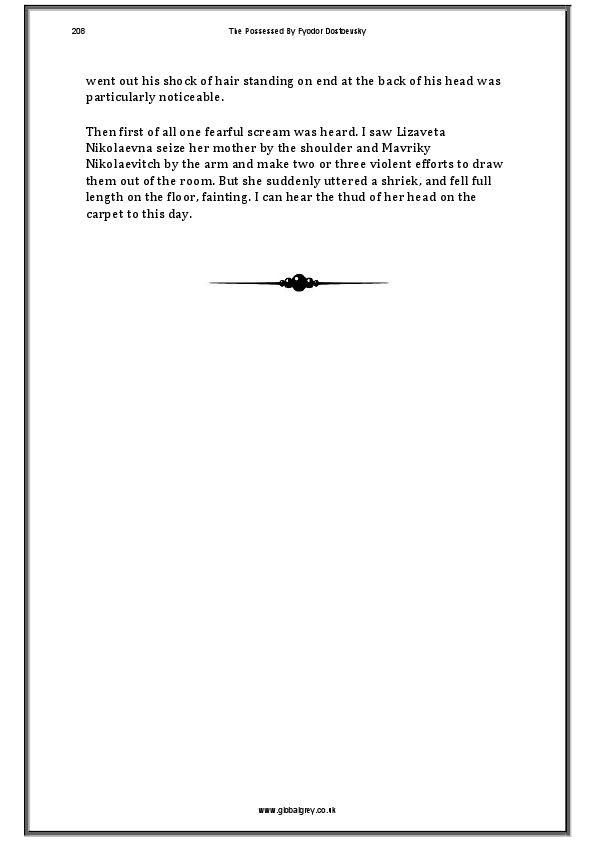 208
The Possessed By Fyodor Dostoevsky
went out his shock of hair standing on end at the back of his head was
particularly noticeable.
Then first of all one fearful scream was heard. I saw Lizaveta
Nikolaevna seize her mother by the shoulder and Mavriky
Nikolaevitch by the arm and make two or three violent efforts to draw
them out of the room. But she suddenly uttered a shriek, and fell full
length on the floor, fainting. I can hear the thud of her head on the
carpet to this day.
www.globalgrey.co.uk